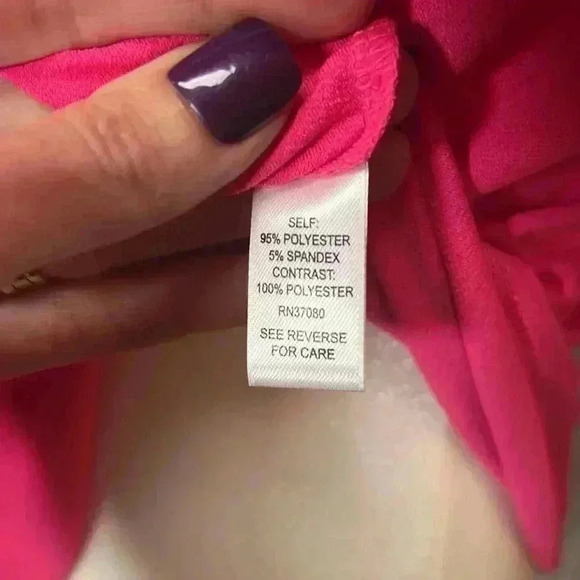 SELF:
95% POLYESTER
5% SPANDEX
CONTRAST:
100% POLYESTER
RN37080
SEE REVERSE
FOR CARE